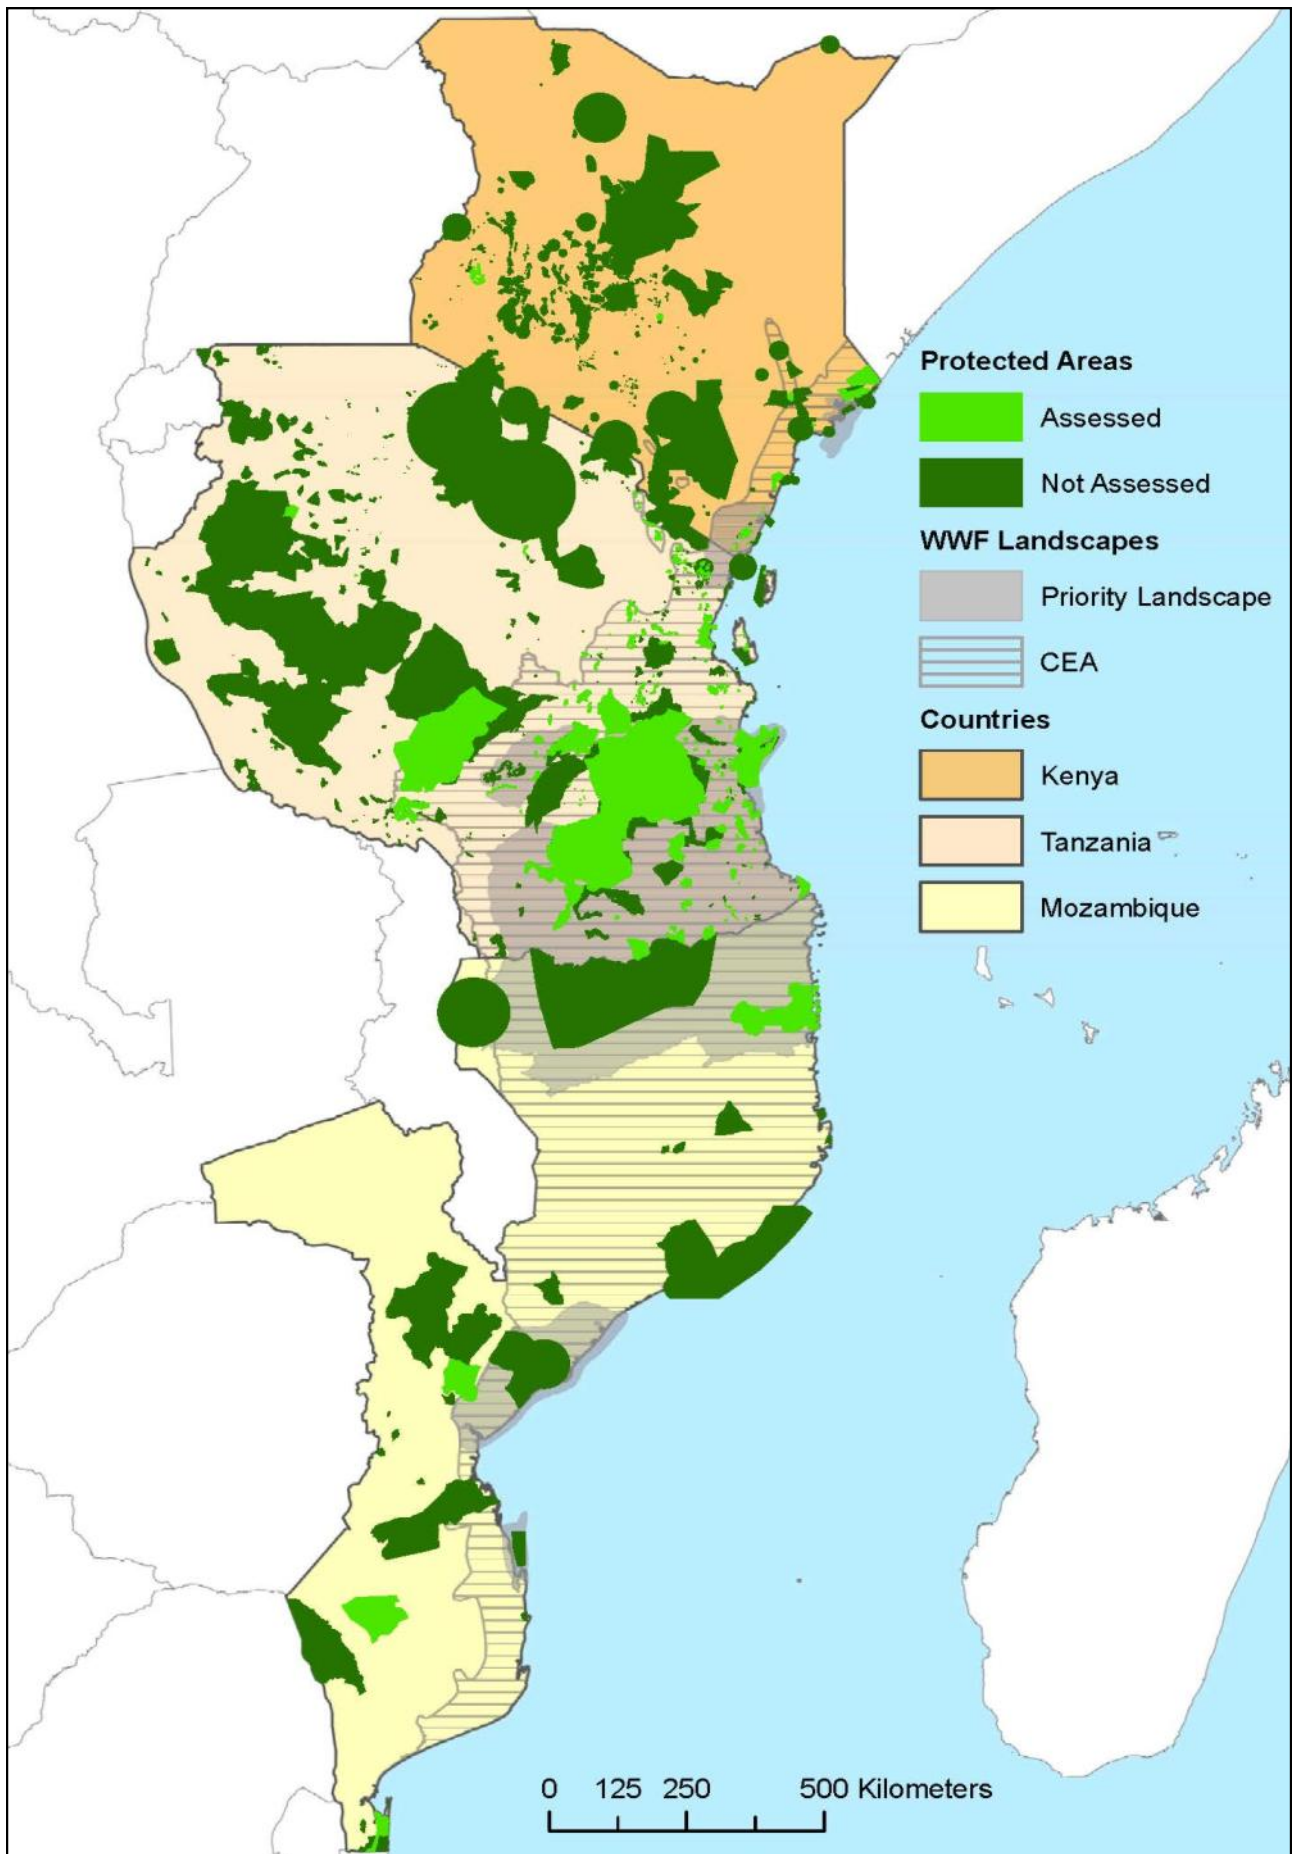 Protected Areas
Assessed
Not Assessed
WWF Landscapes
Priority Landscape
CEA
Countries
Kenya
Tanzania
Mozambique
0 125 250 500 Kilometers